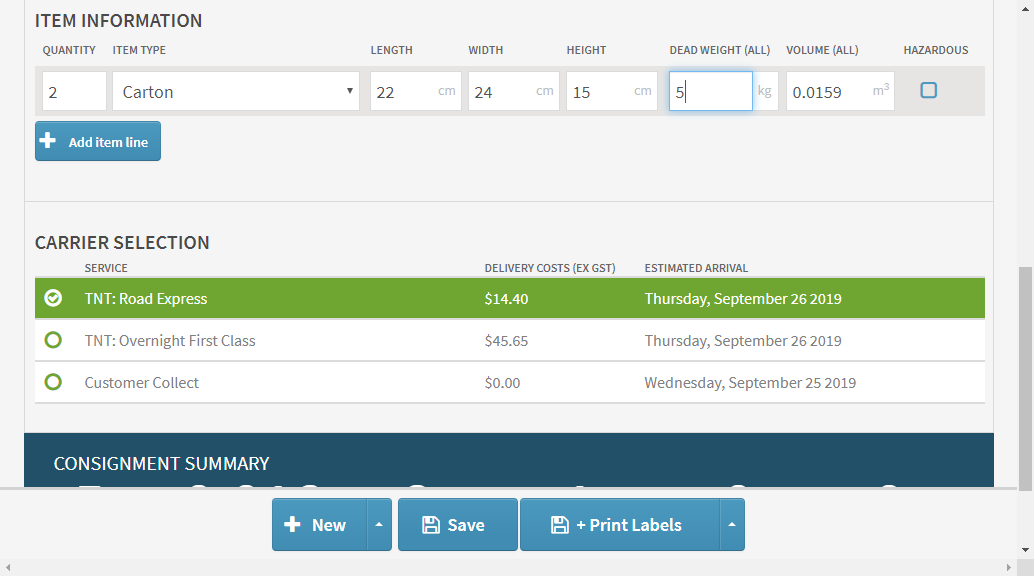 ITEM INFORMATION
QUANTITY ITEM TYPE LENGTH WIDTH HEIGHT DEAD WEIGHT (ALL) VOLUME (ALL) HAZARDOUS
2 Carton 22 cm 24 cm 15 cm 5 kg 0.0159 m³
Add item line
CARRIER SELECTION
SERVICE DELIVERY COSTS (EX GST) ESTIMATED ARRIVAL
TNT: Road Express $14.40 Thursday, September 26 2019
TNT: Overnight First Class $45.65 Thursday, September 26 2019
Customer Collect $0.00 Wednesday, September 25 2019
CONSIGNMENT SUMMARY
New Save + Print Labels